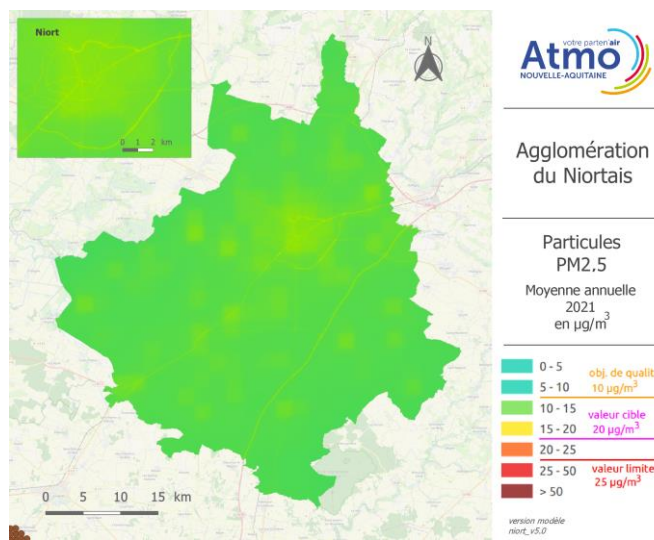 Niort
0 1 2 km
N
0 5 10 15 km
votre parten'air
Atmo
NOUVELLE-AQUITAINE
Agglomération
du Niortais
Particules
PM2,5
Moyenne annuelle
2021
en µg/m³
0 - 5
obj. de qualit
5 - 10
10 µg/m³
10 - 15
valeur cible
15 - 20
20 µg/m³
20 - 25
25 - 50
valeur limite
> 50
25 µg/m³
version modèle
niort_v5.0